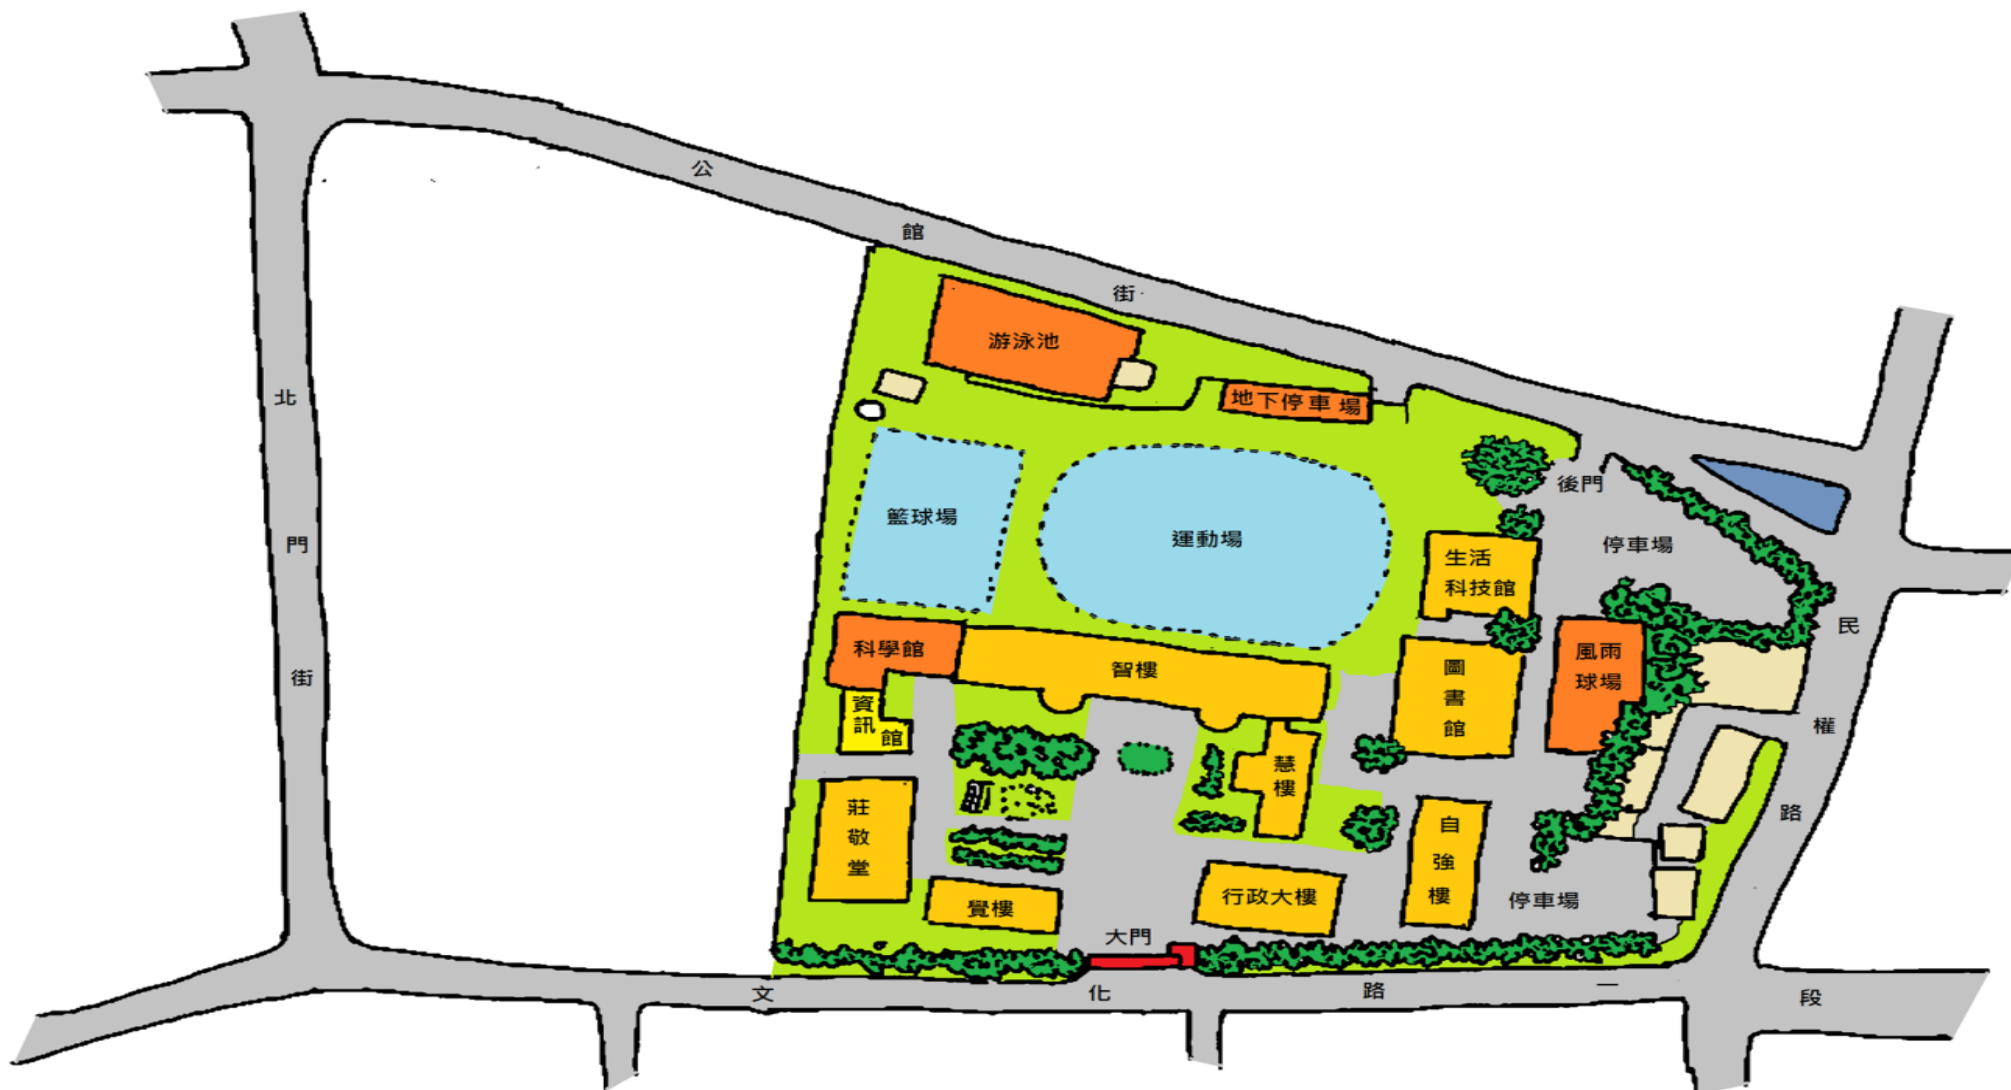 公館街
北門街
游泳池
地下停車場
後門
籃球場
運動場
停車場
生活
科技館
民權路
科學館
智樓
圖書館
風雨
球場
資訊館
慧樓
莊敬堂
自強樓
覺樓
行政大樓
停車場
大門
文化路一段